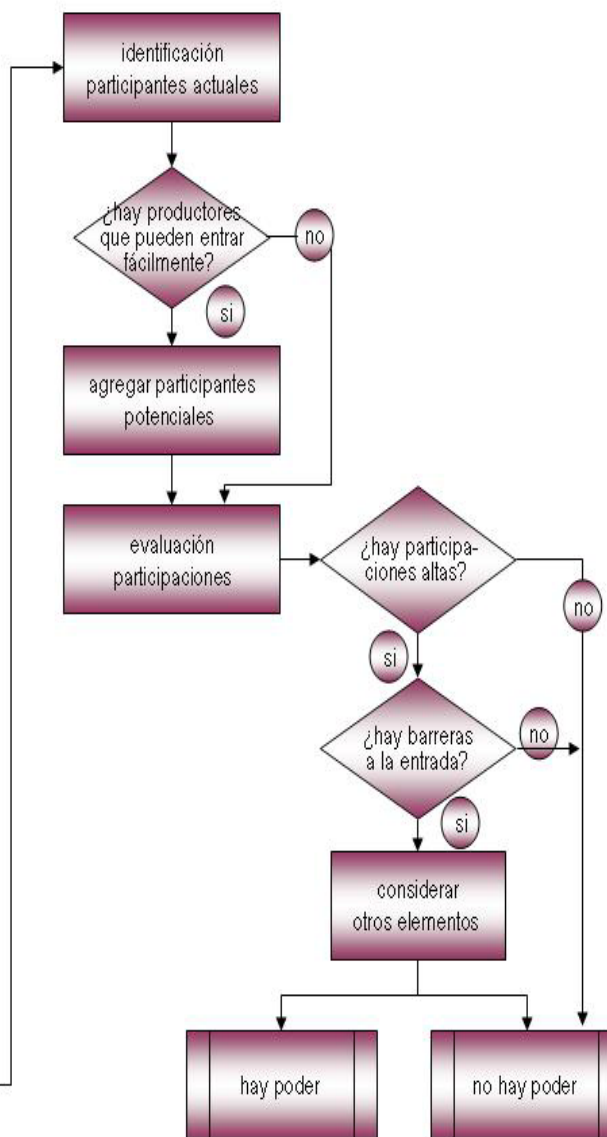 identificación
participantes actuales
¿hay productores
que pueden entrar
fácilmente?
no
si
agregar participantes
potenciales
evaluación
participaciones
¿hay participa-
ciones altas?
no
si
¿hay barreras
a la entrada?
no
si
considerar
otros elementos
hay poder
no hay poder